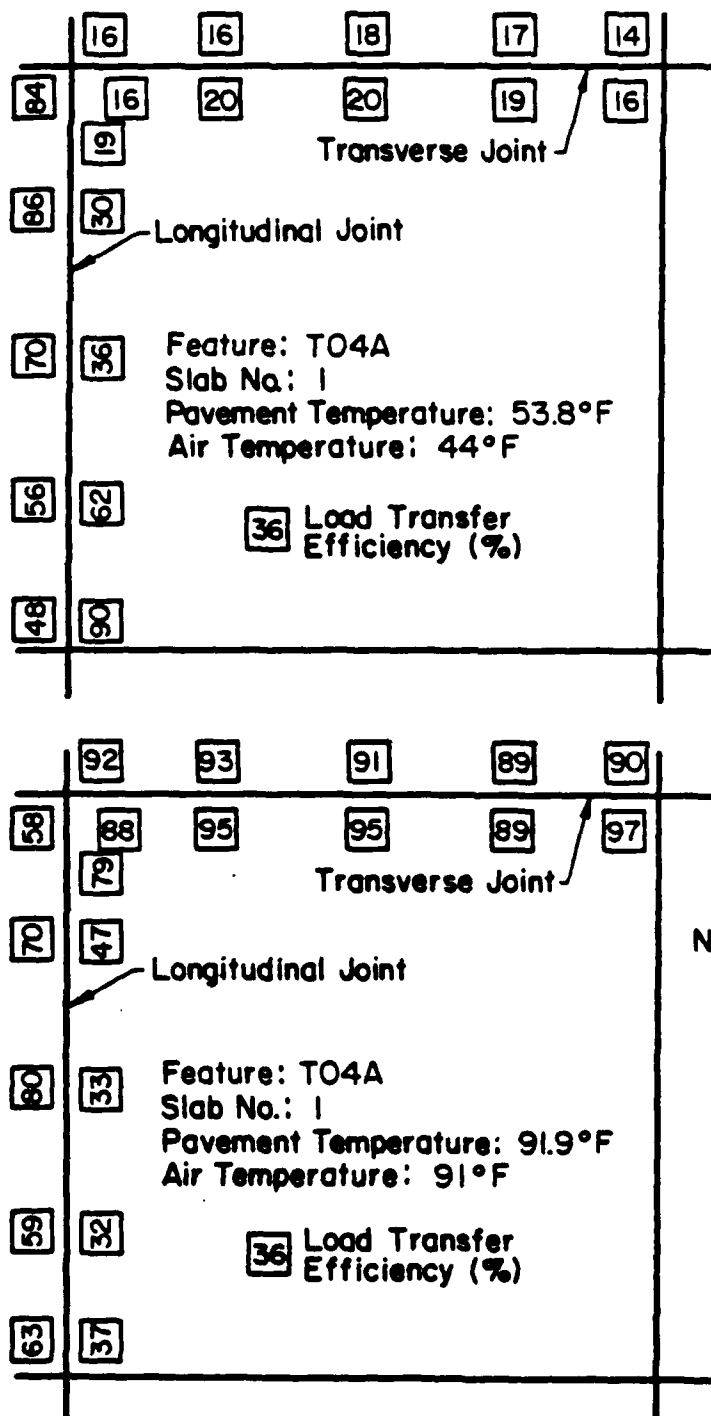 16 16 18 17 14
84 16 20 20 19 16
19
Transverse Joint
86 30
Longitudinal Joint
70 36
Feature: T04A
Slab No.: 1
Pavement Temperature: 53.8°F
Air Temperature: 44°F
56 62
36 Load Transfer
Efficiency (%)
48 90
92 93 91 89 90
58 88 95 95 89 97
79
Transverse Joint
70 47
N
Longitudinal Joint
80 33
Feature: T04A
Slab No.: 1
Pavement Temperature: 91.9°F
Air Temperature: 91°F
59 32
36 Load Transfer
Efficiency (%)
63 37